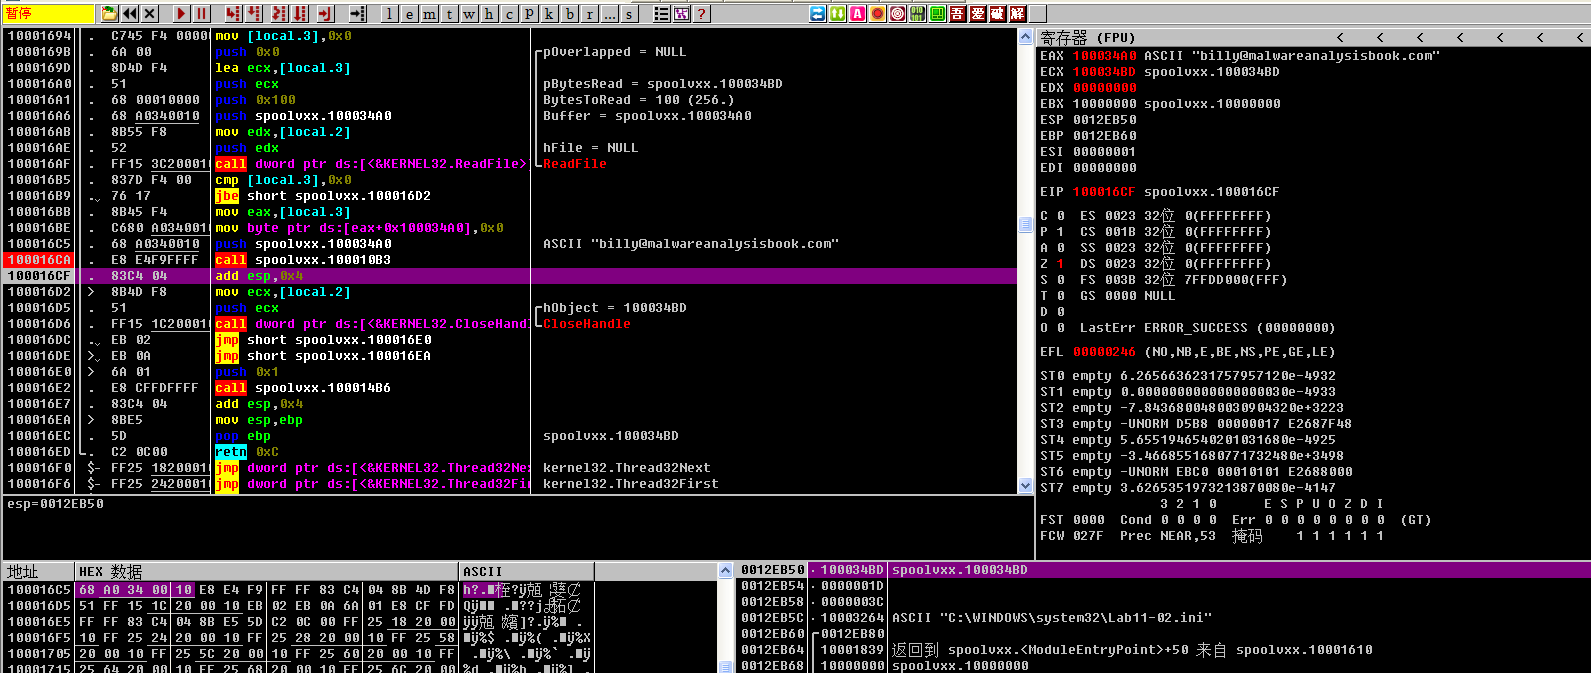 暂停 l e m t w h c p k b r ... s ?
10001694 . C745 F4 0000 mov [local.3],0x0
1000169B . 6A 00 push 0x0 pOverlapped = NULL
1000169D . 8D4D F4 lea ecx,[local.3]
100016A0 . 51 push ecx pBytesRead = spoolvxx.100034BD
100016A1 . 68 00010000 push 0x100 BytesToRead = 100 (256.)
100016A6 . 68 A0340010 push spoolvxx.100034A0 Buffer = spoolvxx.100034A0
100016AB . 8B55 F8 mov edx,[local.2]
100016AE . 52 push edx hFile = NULL
100016AF . FF15 3C20001 call dword ptr ds:[<&KERNEL32.ReadFile> ReadFile
100016B5 . 837D F4 00 cmp [local.3],0x0
100016B9 . 76 17 jbe short spoolvxx.100016D2
100016BB . 8B45 F4 mov eax,[local.3]
100016BE . C680 A034001 mov byte ptr ds:[eax+0x100034A0],0x0
100016C5 . 68 A0340010 push spoolvxx.100034A0 ASCII "billy@malwareanalysisbook.com"
100016CA . E8 E4F9FFFF call spoolvxx.100010B3
100016CF . 83C4 04 add esp,0x4
100016D2 > 8B4D F8 mov ecx,[local.2]
100016D5 . 51 push ecx hObject = 100034BD
100016D6 . FF15 1C20001 call dword ptr ds:[<&KERNEL32.CloseHand CloseHandle
100016DC . EB 02 jmp short spoolvxx.100016E0
100016DE > EB 0A jmp short spoolvxx.100016EA
100016E0 > 6A 01 push 0x1
100016E2 . E8 CFFDFFFF call spoolvxx.100014B6
100016E7 . 83C4 04 add esp,0x4
100016EA > 8BE5 mov esp,ebp
100016EC . 5D pop ebp spoolvxx.100034BD
100016ED . C2 0C00 retn 0xC
100016F0 $- FF25 1820001 jmp dword ptr ds:[<&KERNEL32.Thread32Ne kernel32.Thread32Next
100016F6 $- FF25 2420001 jmp dword ptr ds:[<&KERNEL32.Thread32Fi kernel32.Thread32First
esp=0012EB50
寄存器 (FPU) < < < < < < <
EAX 100034A0 ASCII "billy@malwareanalysisbook.com"
ECX 100034BD spoolvxx.100034BD
EDX 00000000
EBX 10000000 spoolvxx.10000000
ESP 0012EB50
EBP 0012EB60
ESI 00000001
EDI 00000000
EIP 100016CF spoolvxx.100016CF
C 0 ES 0023 32位 0(FFFFFFFF)
P 1 CS 001B 32位 0(FFFFFFFF)
A 0 SS 0023 32位 0(FFFFFFFF)
Z 1 DS 0023 32位 0(FFFFFFFF)
S 0 FS 003B 32位 7FFDD000(FFF)
T 0 GS 0000 NULL
D 0
O 0 LastErr ERROR_SUCCESS (00000000)
EFL 00000246 (NO,NB,E,BE,NS,PE,GE,LE)
ST0 empty 6.2656636231757957120e-4932
ST1 empty 0.0000000000000000030e-4933
ST2 empty -7.8436800480030904320e+3223
ST3 empty -UNORM D5B8 00000017 E2687F48
ST4 empty 5.6551946540201031680e-4925
ST5 empty -3.4668551680771732480e+3498
ST6 empty -UNORM EBC0 00010101 E2688000
ST7 empty 3.6265351973213870080e-4147
3 2 1 0 E S P U O Z D I
FST 0000 Cond 0 0 0 0 Err 0 0 0 0 0 0 0 0 (GT)
FCW 027F Prec NEAR,53 掩码 1 1 1 1 1 1
地址 HEX 数据 ASCII
100016C5 68 A0 34 00 10 E8 E4 F9 FF FF 83 C4 04 8B 4D F8
100016D5 51 FF 15 1C 20 00 10 EB 02 EB 0A 6A 01 E8 CF FD
100016E5 FF FF 83 C4 04 8B E5 5D C2 0C 00 FF 25 18 20 00
100016F5 10 FF 25 24 20 00 10 FF 25 28 20 00 10 FF 25 58
10001705 20 00 10 FF 25 5C 20 00 10 FF 25 60 20 00 10 FF
10001715 25 64 20 00 10 FF 25 68 20 00 10 FF 25 6C 20 00
0012EB50 100034BD spoolvxx.100034BD
0012EB54 0000001D
0012EB58 0000003C
0012EB5C 10003264 ASCII "C:\WINDOWS\system32\Lab11-02.ini"
0012EB60 0012EB80
0012EB64 10001839 返回到 spoolvxx.<ModuleEntryPoint>+50 来自 spoolvxx.10001610
0012EB68 10000000 spoolvxx.10000000